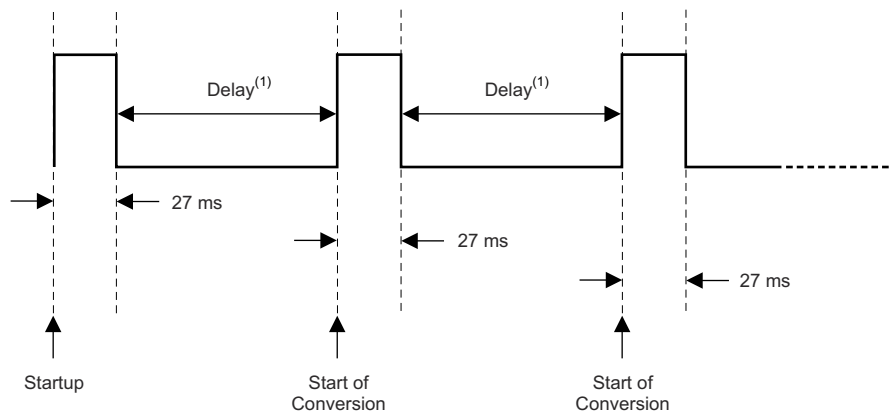 Delay(1)
Delay(1)
27 ms
27 ms
27 ms
Startup
Start of
Conversion
Start of
Conversion